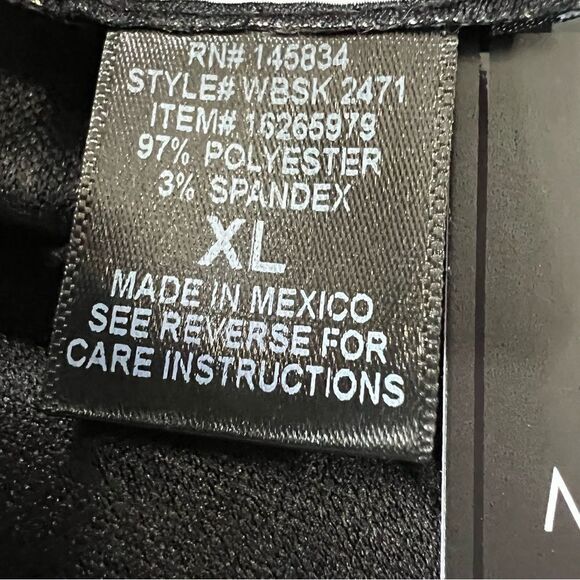 RN# 145834
STYLE# WBSK 2471
ITEM# 16265979
97% POLYESTER
3% SPANDEX
XL
MADE IN MEXICO
SEE REVERSE FOR
CARE INSTRUCTIONS